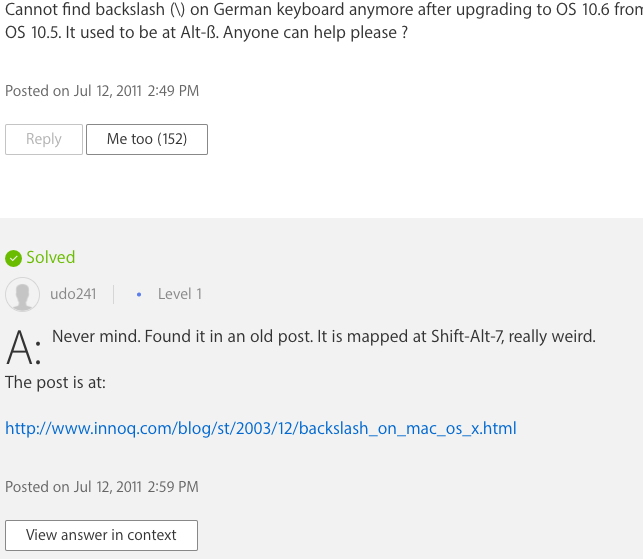 Cannot find backslash (\) on German keyboard anymore after upgrading to OS 10.6 from
OS 10.5. It used to be at Alt-ß. Anyone can help please ?
Posted on Jul 12, 2011 2:49 PM
Reply
Me too (152)
Solved
udo241
Level 1
A: Never mind. Found it in an old post. It is mapped at Shift-Alt-7, really weird.
The post is at:
http://www.innoq.com/blog/st/2003/12/backslash_on_mac_os_x.html
Posted on Jul 12, 2011 2:59 PM
View answer in context